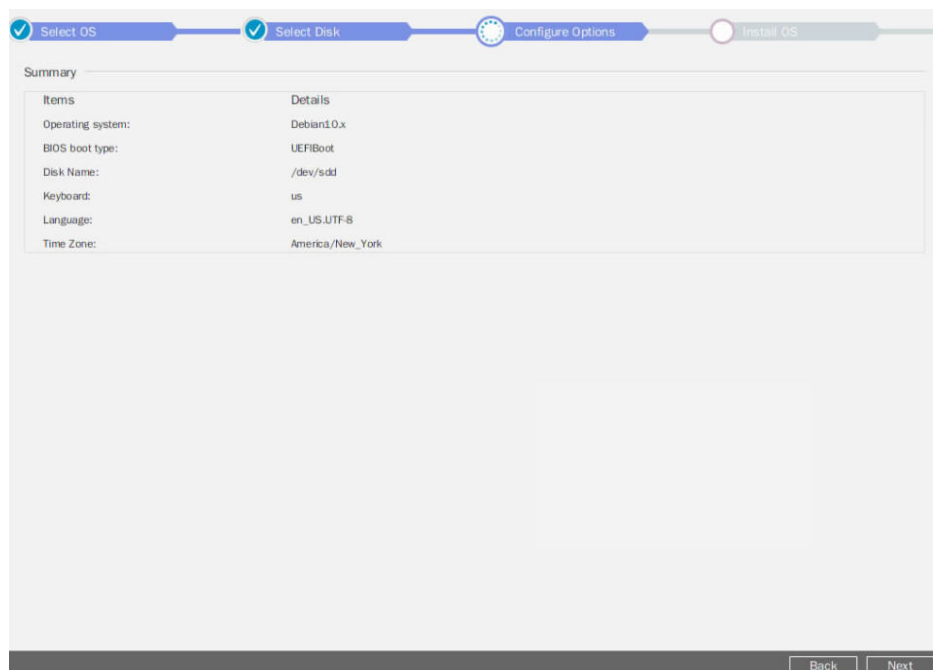 Select OS Select Disk Configure Options Install OS
Summary
Items Details
Operating system: Debian10.x
BIOS boot type: UEFIBoot
Disk Name: /dev/sdd
Keyboard: us
Language: en_US.UTF-8
Time Zone: America/New_York
Back Next